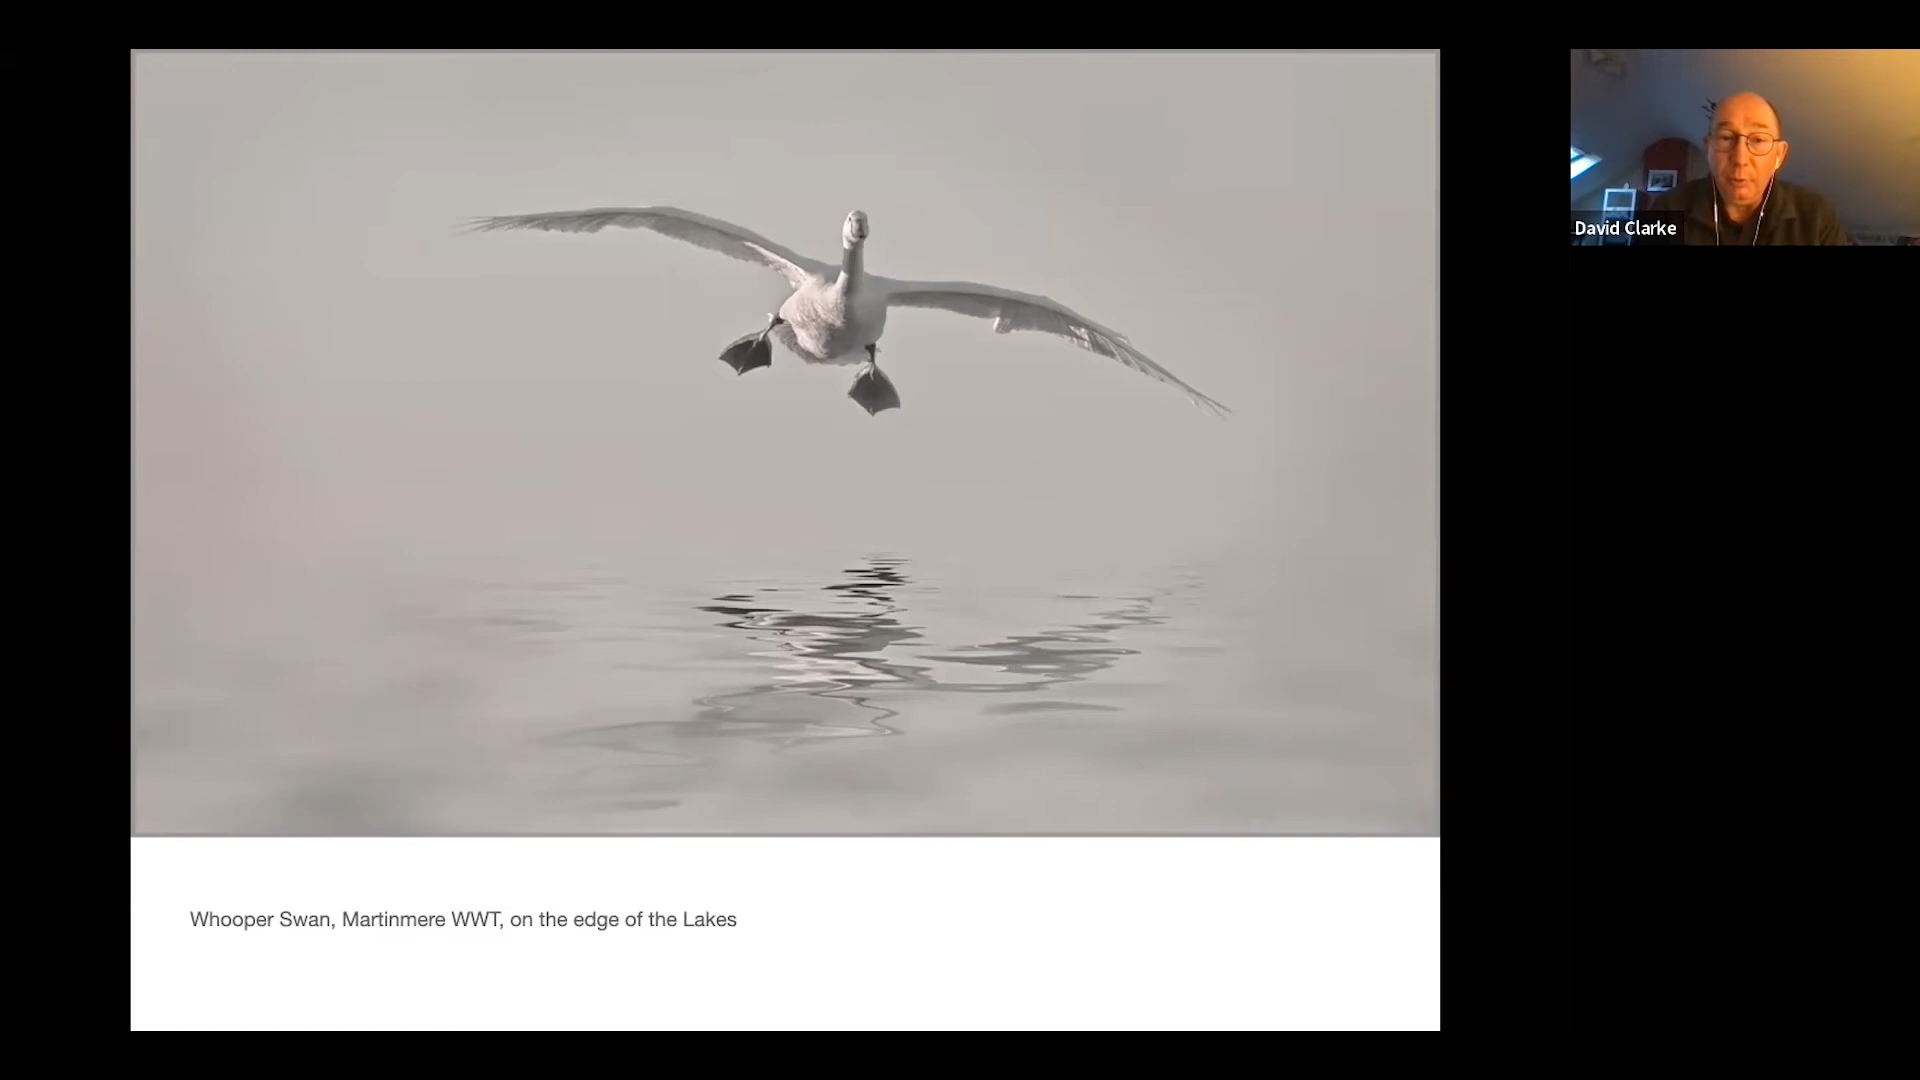 David Clarke
Whooper Swan, Martinmere WWT, on the edge of the Lakes